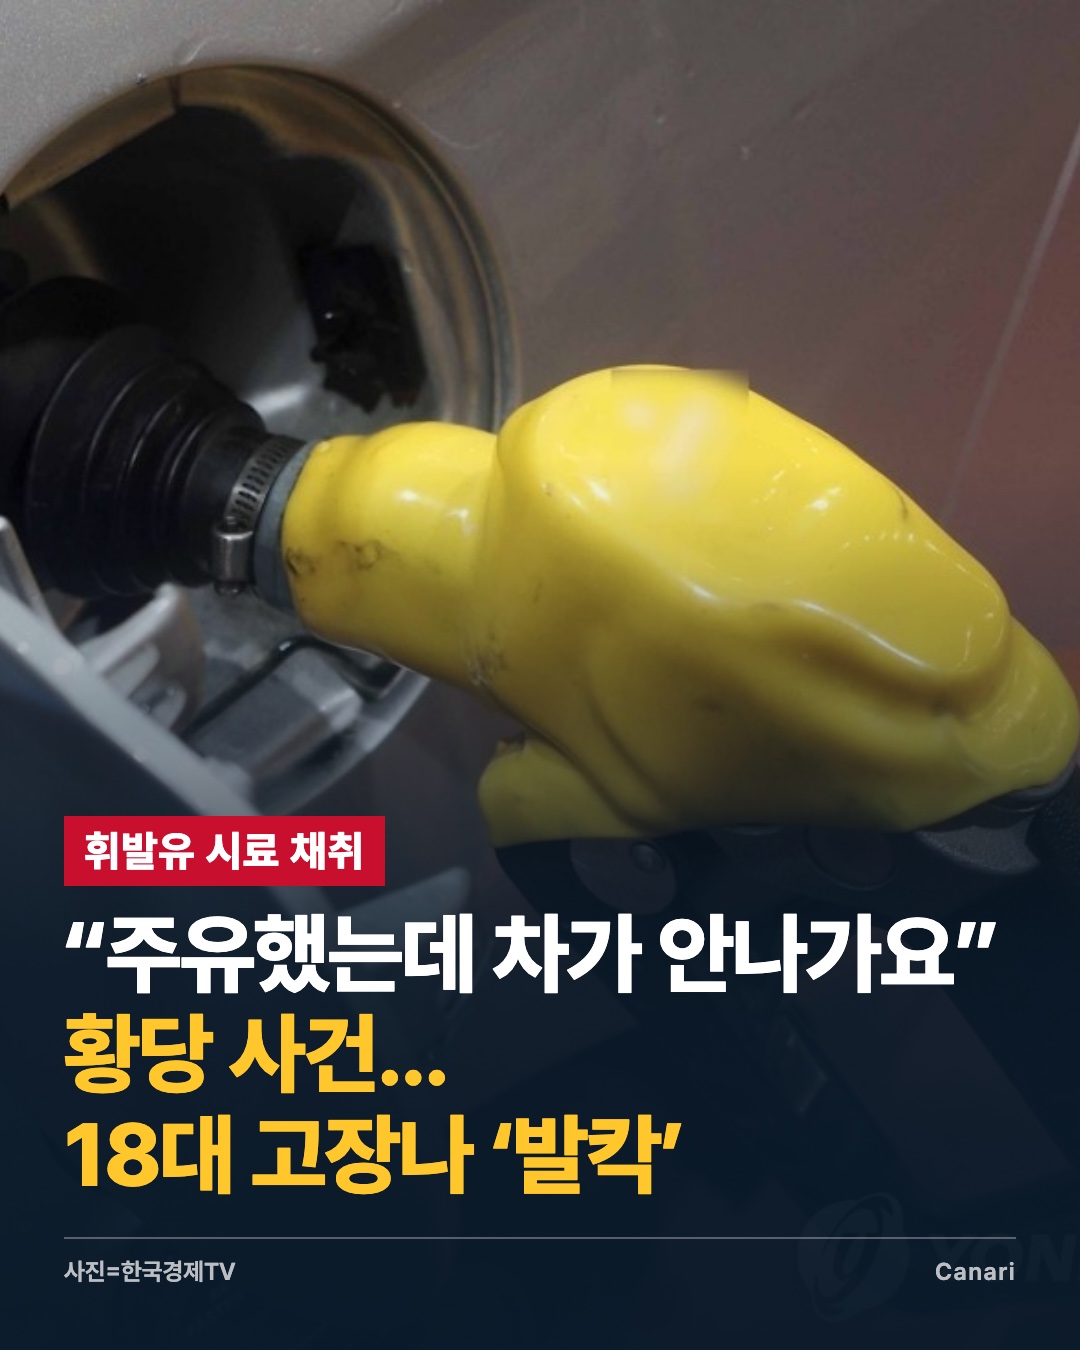 휘발유 시료 채취
“주유했는데 차가 안나가요”
황당 사건...
18대 고장나 ‘발칵’
사진=한국경제TV
Canari
YON